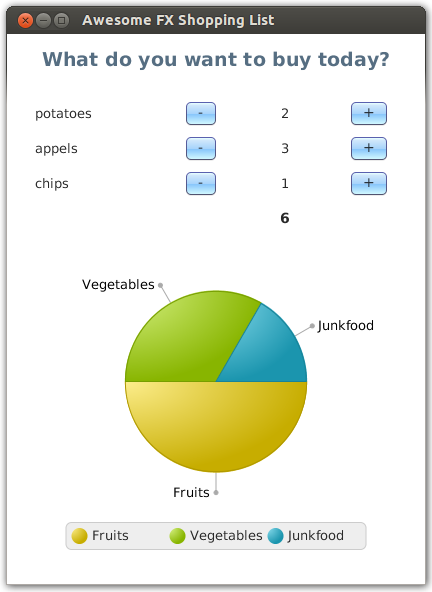 Awesome FX Shopping List
What do you want to buy today?
potatoes - 2 +
appels - 3 +
chips - 1 +
6
Vegetables
Junkfood
Fruits
Fruits Vegetables Junkfood